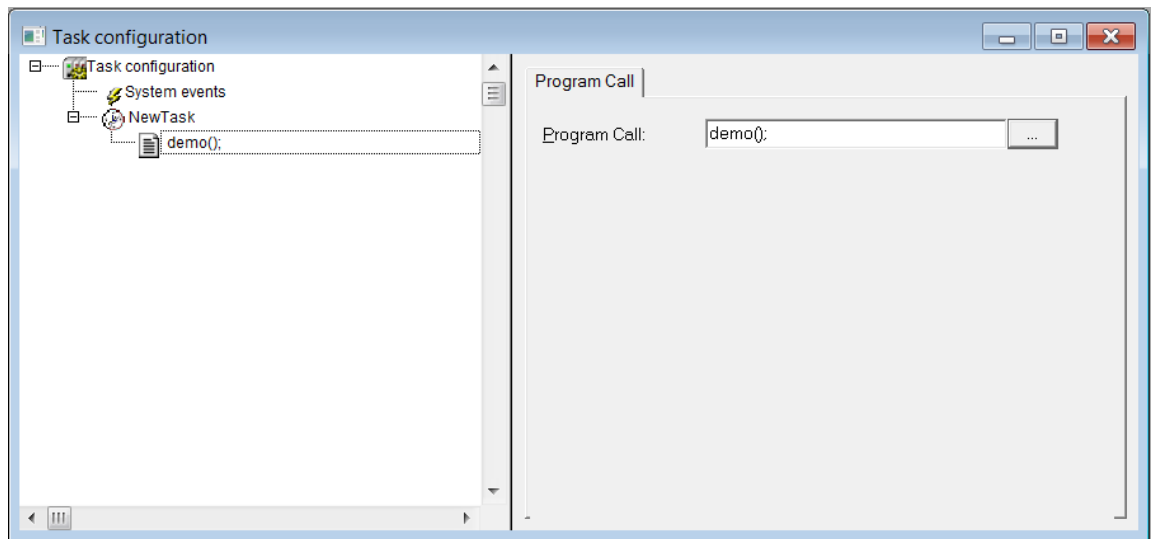 Task configuration
Task configuration
System events
NewTask
demo();
Program Call
Program Call:
demo();
...